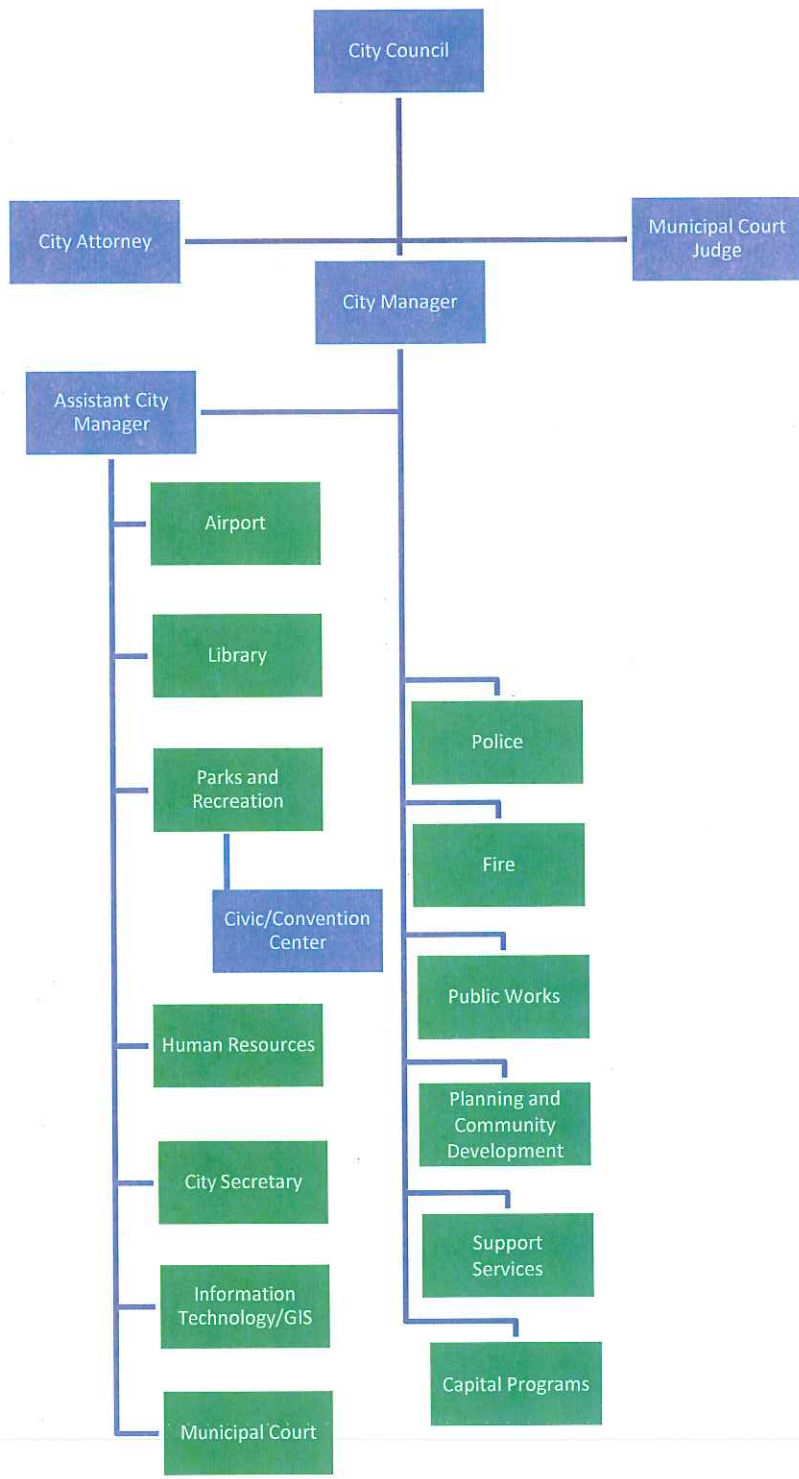 City Council
City Attorney
Municipal Court
Judge
City Manager
Assistant City
Manager
Airport
Library
Parks and
Recreation
Civic/Convention
Center
Human Resources
City Secretary
Information
Technology/GIS
Municipal Court
Police
Fire
Public Works
Planning and
Community
Development
Support
Services
Capital Programs